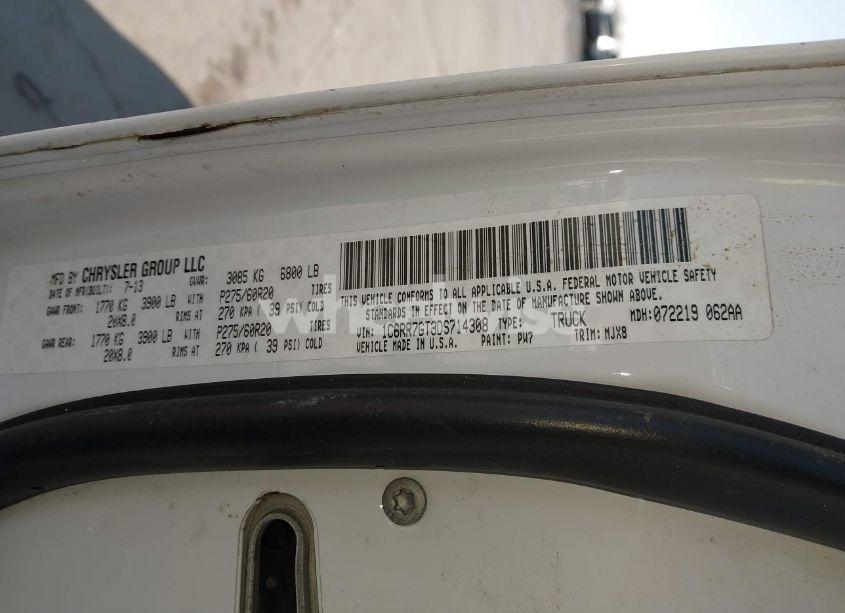 MFD BY CHRYSLER GROUP LLC
DATE OF MFD(BUILT): 7-13 GVWR: 3085 KG 6800 LB
GAWR FRONT: 1770 KG 3900 LB WITH P275/60R20 TIRES
20X8.0 RIMS AT 270 KPA ( 39 PSI) COLD
GAWR REAR: 1770 KG 3900 LB WITH P275/60R20 TIRES
20X8.0 RIMS AT 270 KPA ( 39 PSI) COLD
THIS VEHICLE CONFORMS TO ALL APPLICABLE U.S.A. FEDERAL MOTOR VEHICLE SAFETY
STANDARDS IN EFFECT ON THE DATE OF MANUFACTURE SHOWN ABOVE.
VIN: 1C6RR7GT9DS714308 TYPE: TRUCK MDH: 072219 062AA
VEHICLE MADE IN U.S.A. PAINT: PW7 TRIM: MJX8